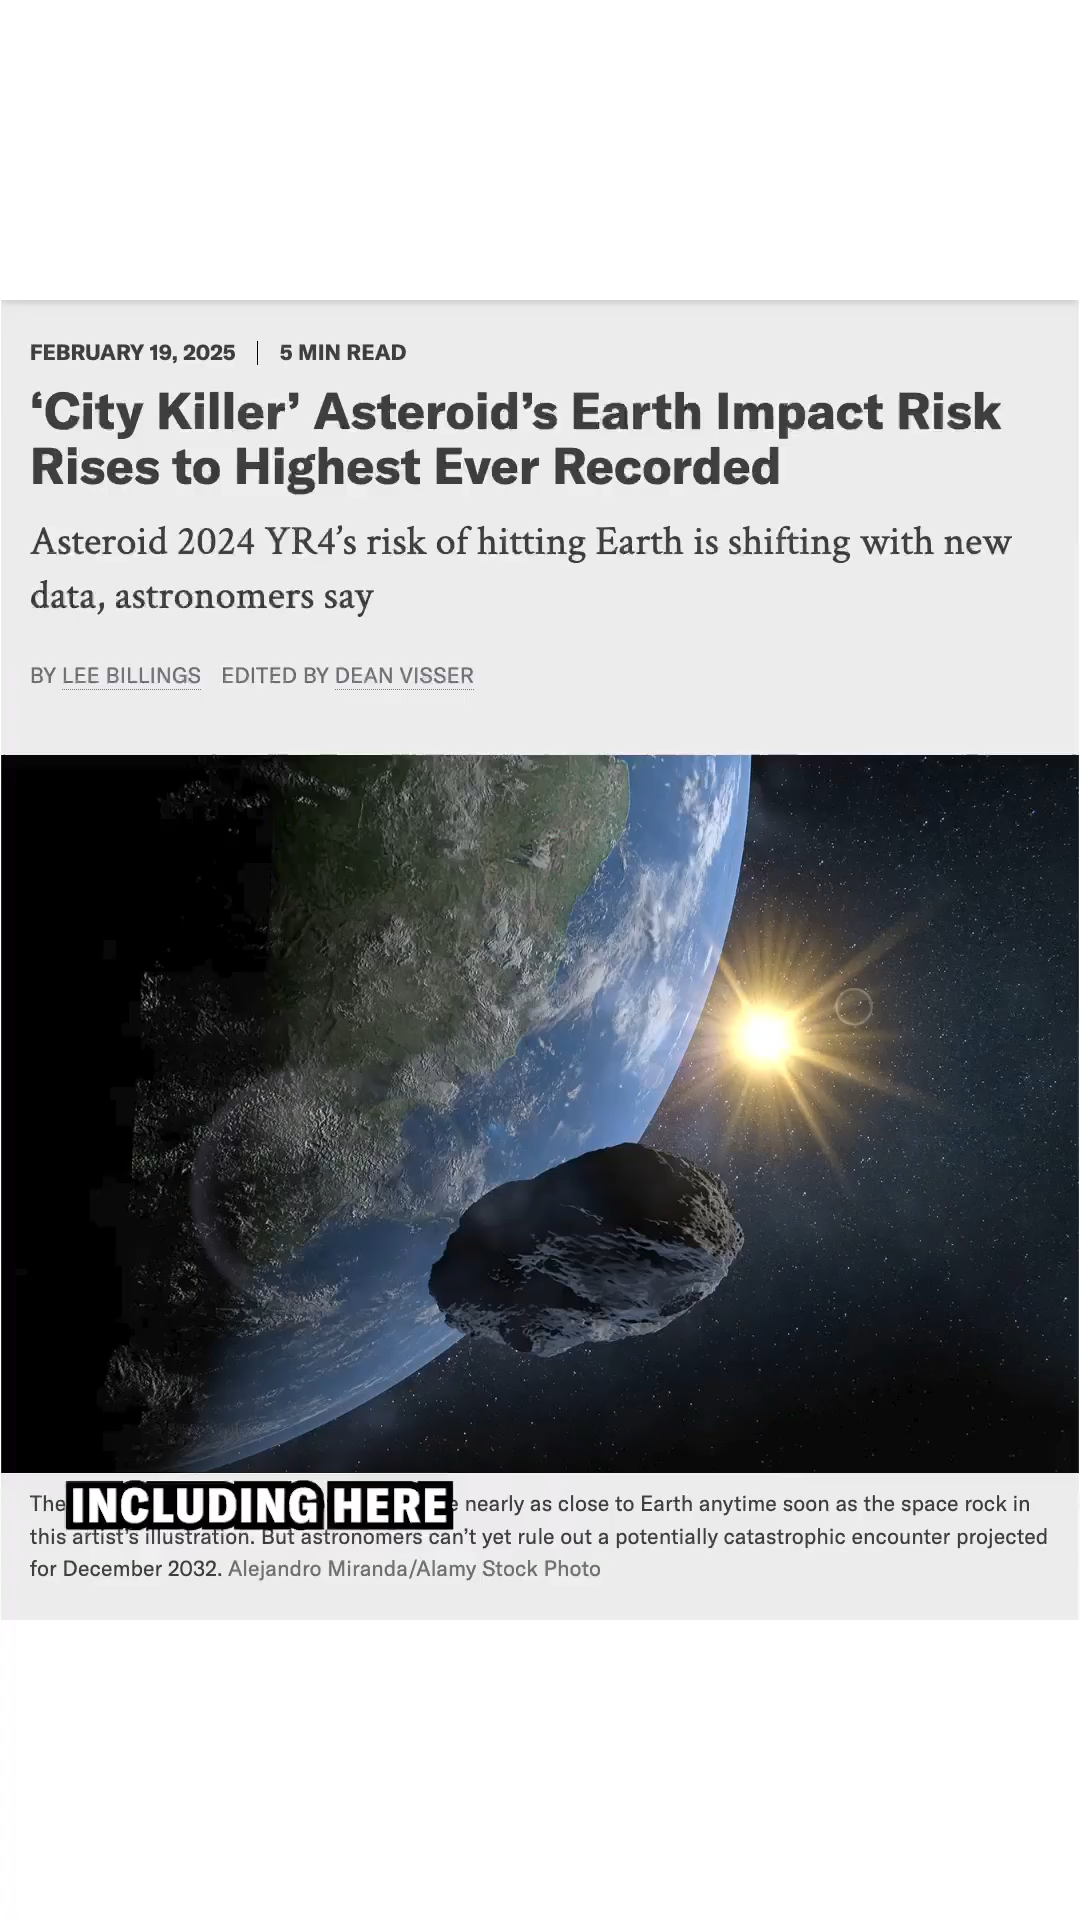 FEBRUARY 19, 2025 | 5 MIN READ
‘City Killer’ Asteroid’s Earth Impact Risk
Rises to Highest Ever Recorded
Asteroid 2024 YR4’s risk of hitting Earth is shifting with new
data, astronomers say
BY LEE BILLINGS EDITED BY DEAN VISSER
INCLUDING HERE
The nearly as close to Earth anytime soon as the space rock in
this artist’s illustration. But astronomers can’t yet rule out a potentially catastrophic encounter projected
for December 2032. Alejandro Miranda/Alamy Stock Photo